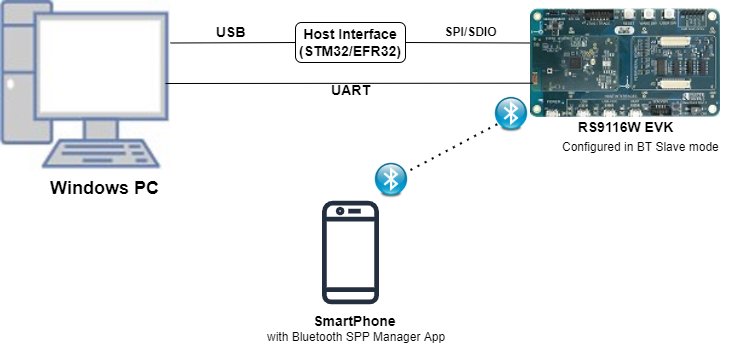 USB
Host Interface
(STM32/EFR32)
SPI/SDIO
UART
RS9116W EVK
Configured in BT Slave mode
Windows PC
SmartPhone
with Bluetooth SPP Manager App